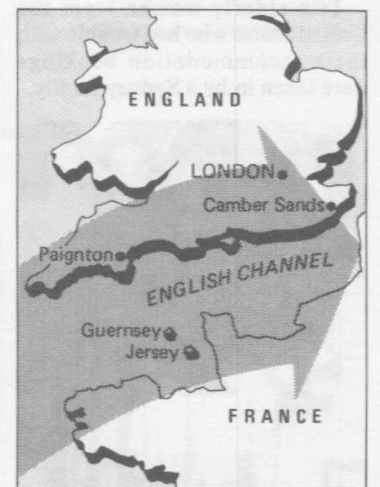 ENGLAND
LONDON
Camber Sands
Paignton
ENGLISH CHANNEL
Guernsey
Jersey
FRANCE